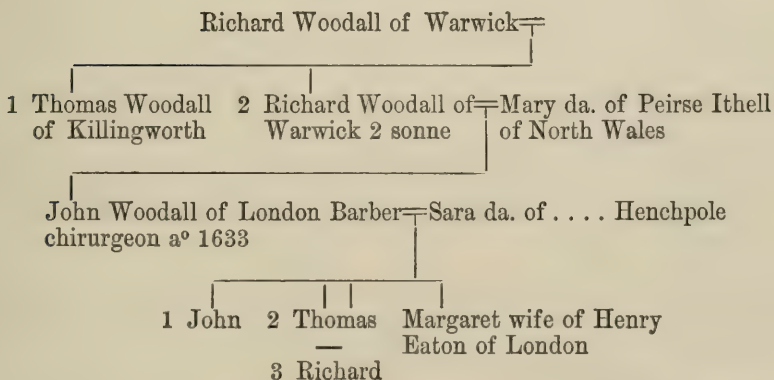 Richard Woodall of Warwick
1 Thomas Woodall
of Killingworth
2 Richard Woodall of
Warwick 2 sonne
Mary da. of Peirse Ithell
of North Wales
John Woodall of London Barber
chirurgeon aº 1633
Sara da. of . . . . Henchpole
1 John
2 Thomas
3 Richard
Margaret wife of Henry
Eaton of London